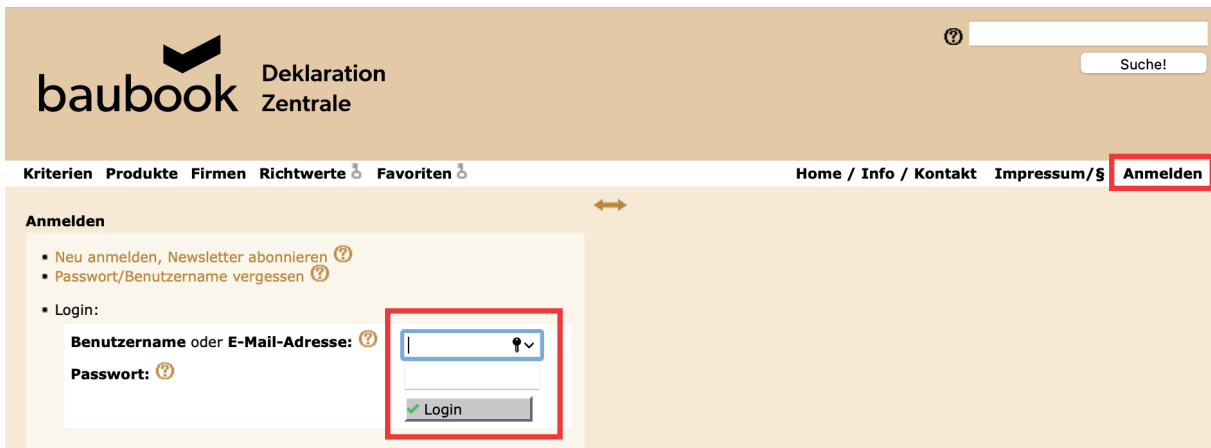 baubook Deklaration
Zentrale
Suche!
Kriterien Produkte Firmen Richtwerte Favoriten Home / Info / Kontakt Impressum/§ Anmelden
Anmelden
Neu anmelden, Newsletter abonnieren ?
Passwort/Benutzername vergessen ?
Login:
Benutzername oder E-Mail-Adresse: ?
Passwort: ?
Login